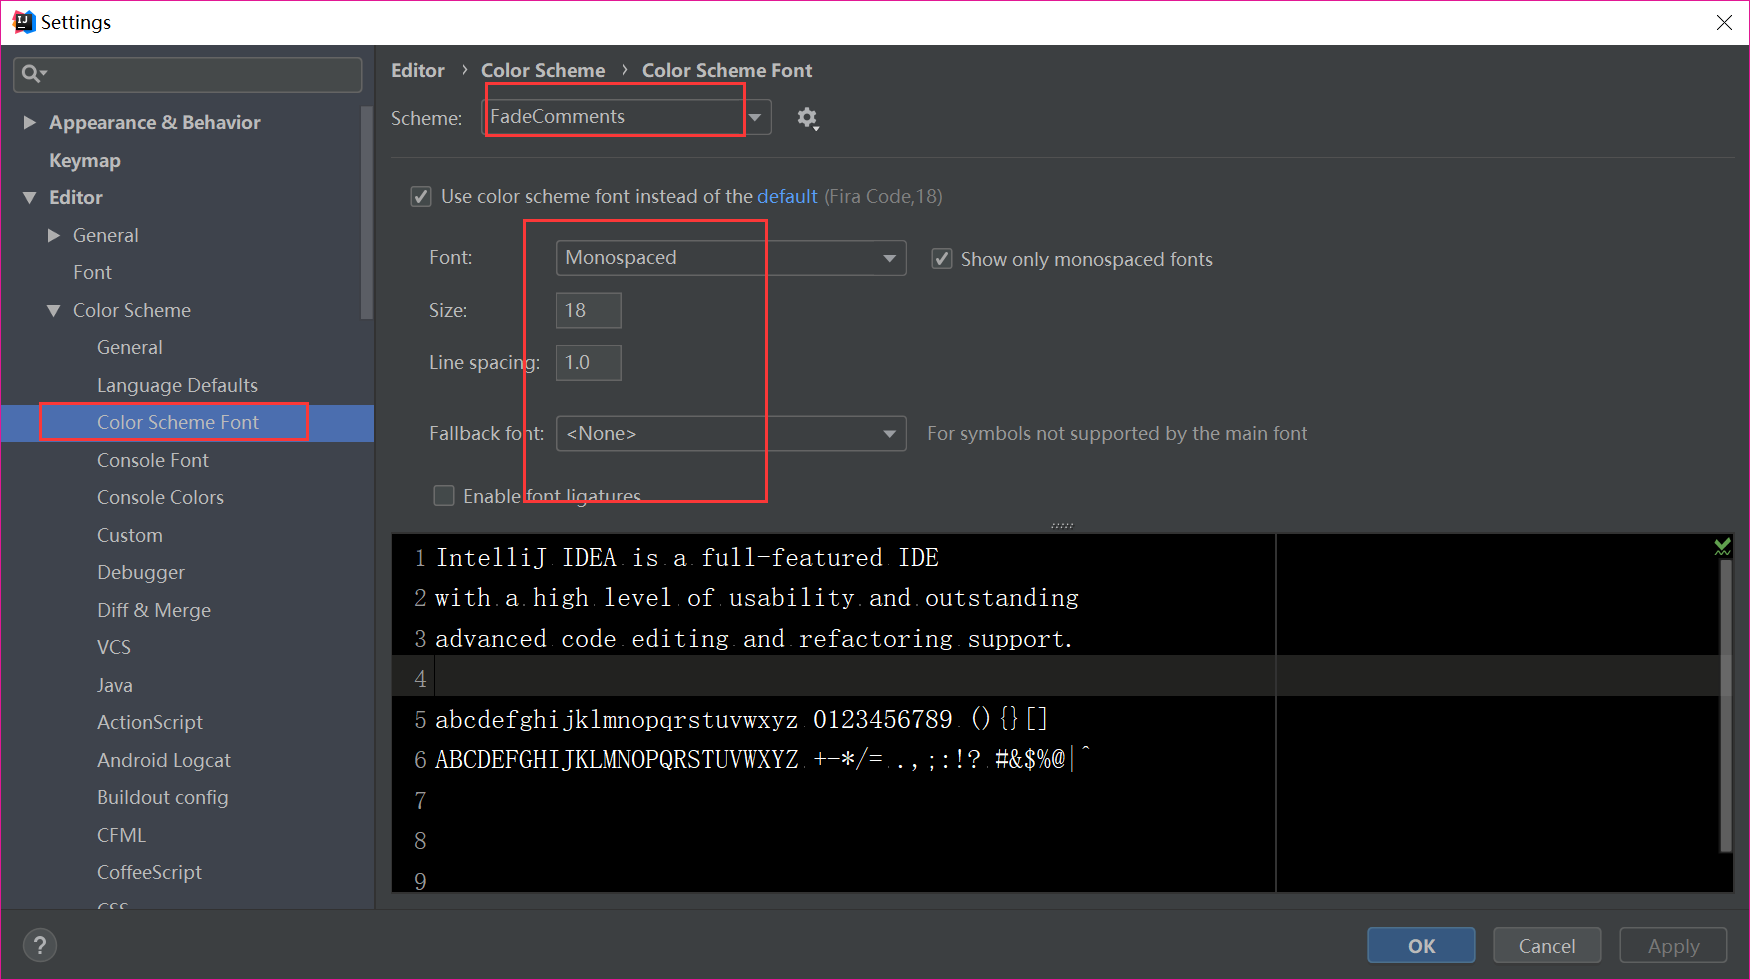 Settings
Editor › Color Scheme › Color Scheme Font
Scheme: FadeComments
Appearance & Behavior
Keymap
Editor
General
Font
Color Scheme
General
Language Defaults
Color Scheme Font
Console Font
Console Colors
Custom
Debugger
Diff & Merge
VCS
Java
ActionScript
Android Logcat
Buildout config
CFML
CoffeeScript
CSS
Use color scheme font instead of the default (Fira Code,18)
Font: Monospaced Show only monospaced fonts
Size: 18
Line spacing: 1.0
Fallback font: <None> For symbols not supported by the main font
Enable font ligatures
1 IntelliJ IDEA is a full-featured IDE
2 with a high level of usability and outstanding
3 advanced code editing and refactoring support.
4
5 abcdefghijklmnopqrstuvwxyz 0123456789 (){}[]
6 ABCDEFGHIJKLMNOPQRSTUVWXYZ +-*/= .,;:!? #&$%@|^
7
8
9
? OK Cancel Apply